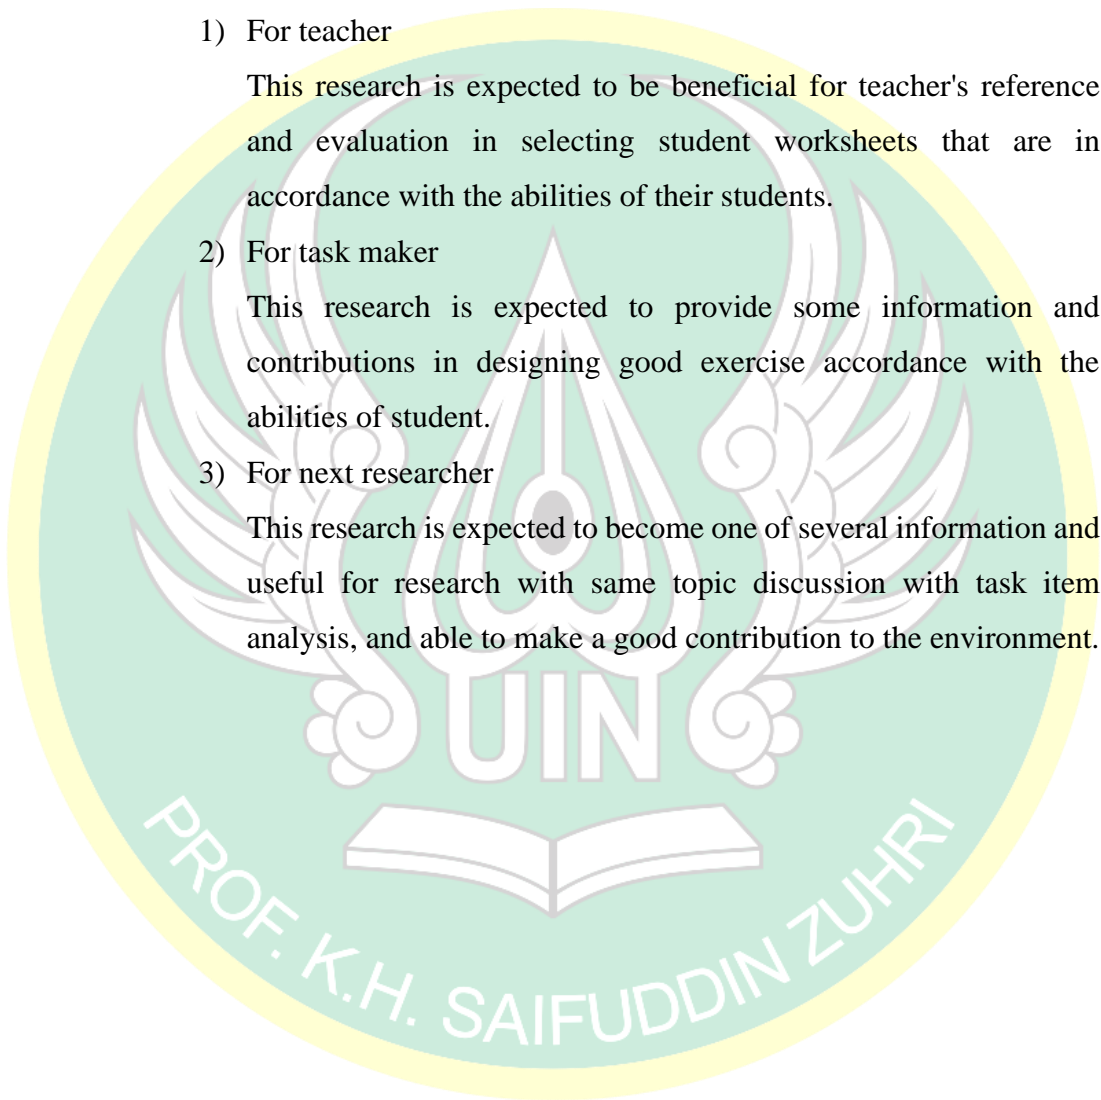 1) For teacher
This research is expected to be beneficial for teacher's reference
and evaluation in selecting student worksheets that are in
accordance with the abilities of their students.
2) For task maker
This research is expected to provide some information and
contributions in designing good exercise accordance with the
abilities of student.
3) For next researcher
This research is expected to become one of several information and
useful for research with same topic discussion with task item
analysis, and able to make a good contribution to the environment.
UIN
PROF. K.H. SAIFUDDIN ZUHRI